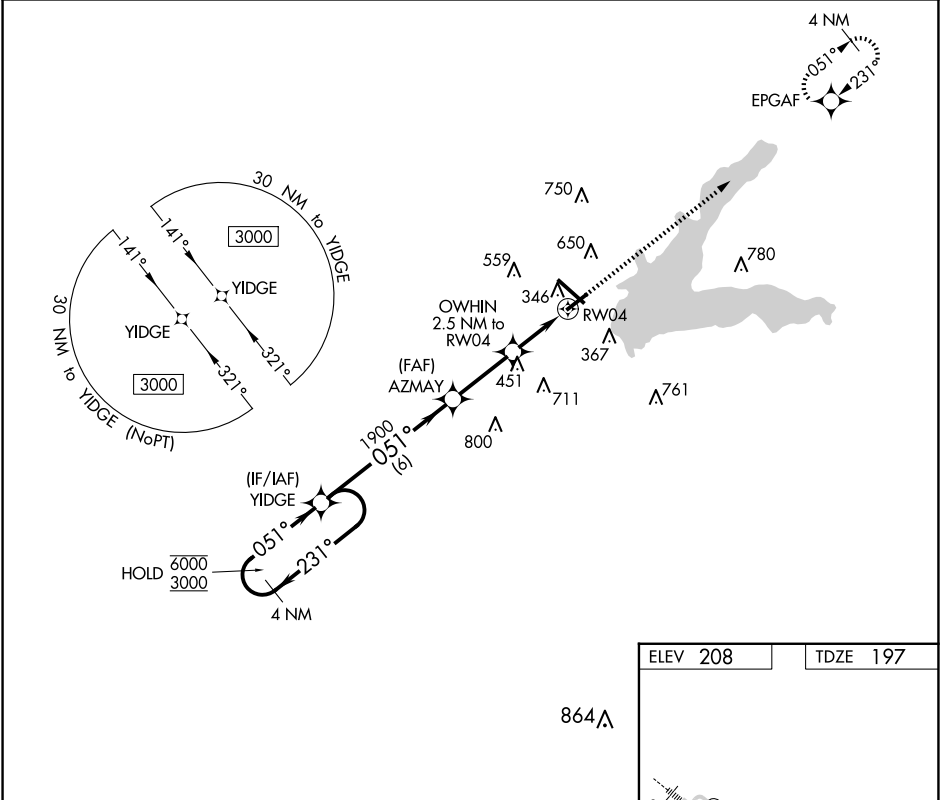 4 NM
051°
231°
EPGAF
30 NM to YIDGE
141°
3000
YIDGE
321°
141°
YIDGE
321°
3000
30 NM to YIDGE (NoPT)
750
650
559
780
346
OWHIN
2.5 NM to
RW04
RW04
367
(FAF)
AZMAY
451
711
761
800
1900
051°
(6)
(IF/IAF)
YIDGE
051°
231°
HOLD 6000
3000
4 NM
ELEV 208
TDZE 197
864